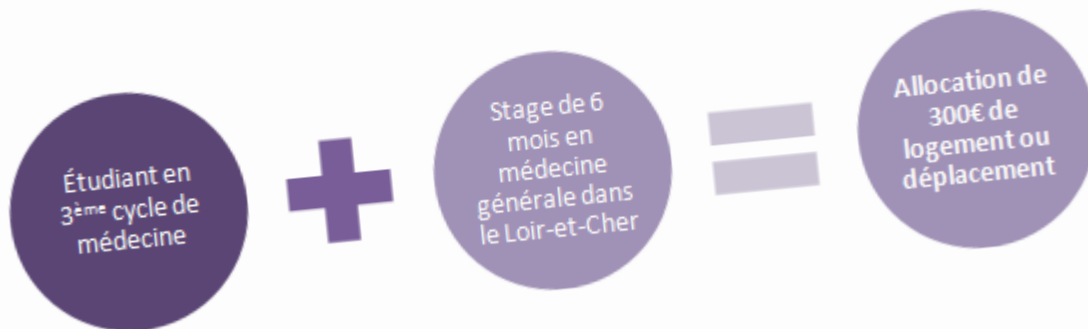 Étudiant en
3ème cycle de
médecine
Stage de 6
mois en
médecine
générale dans
le Loir-et-Cher
Allocation de
300€ de
logement ou
déplacement